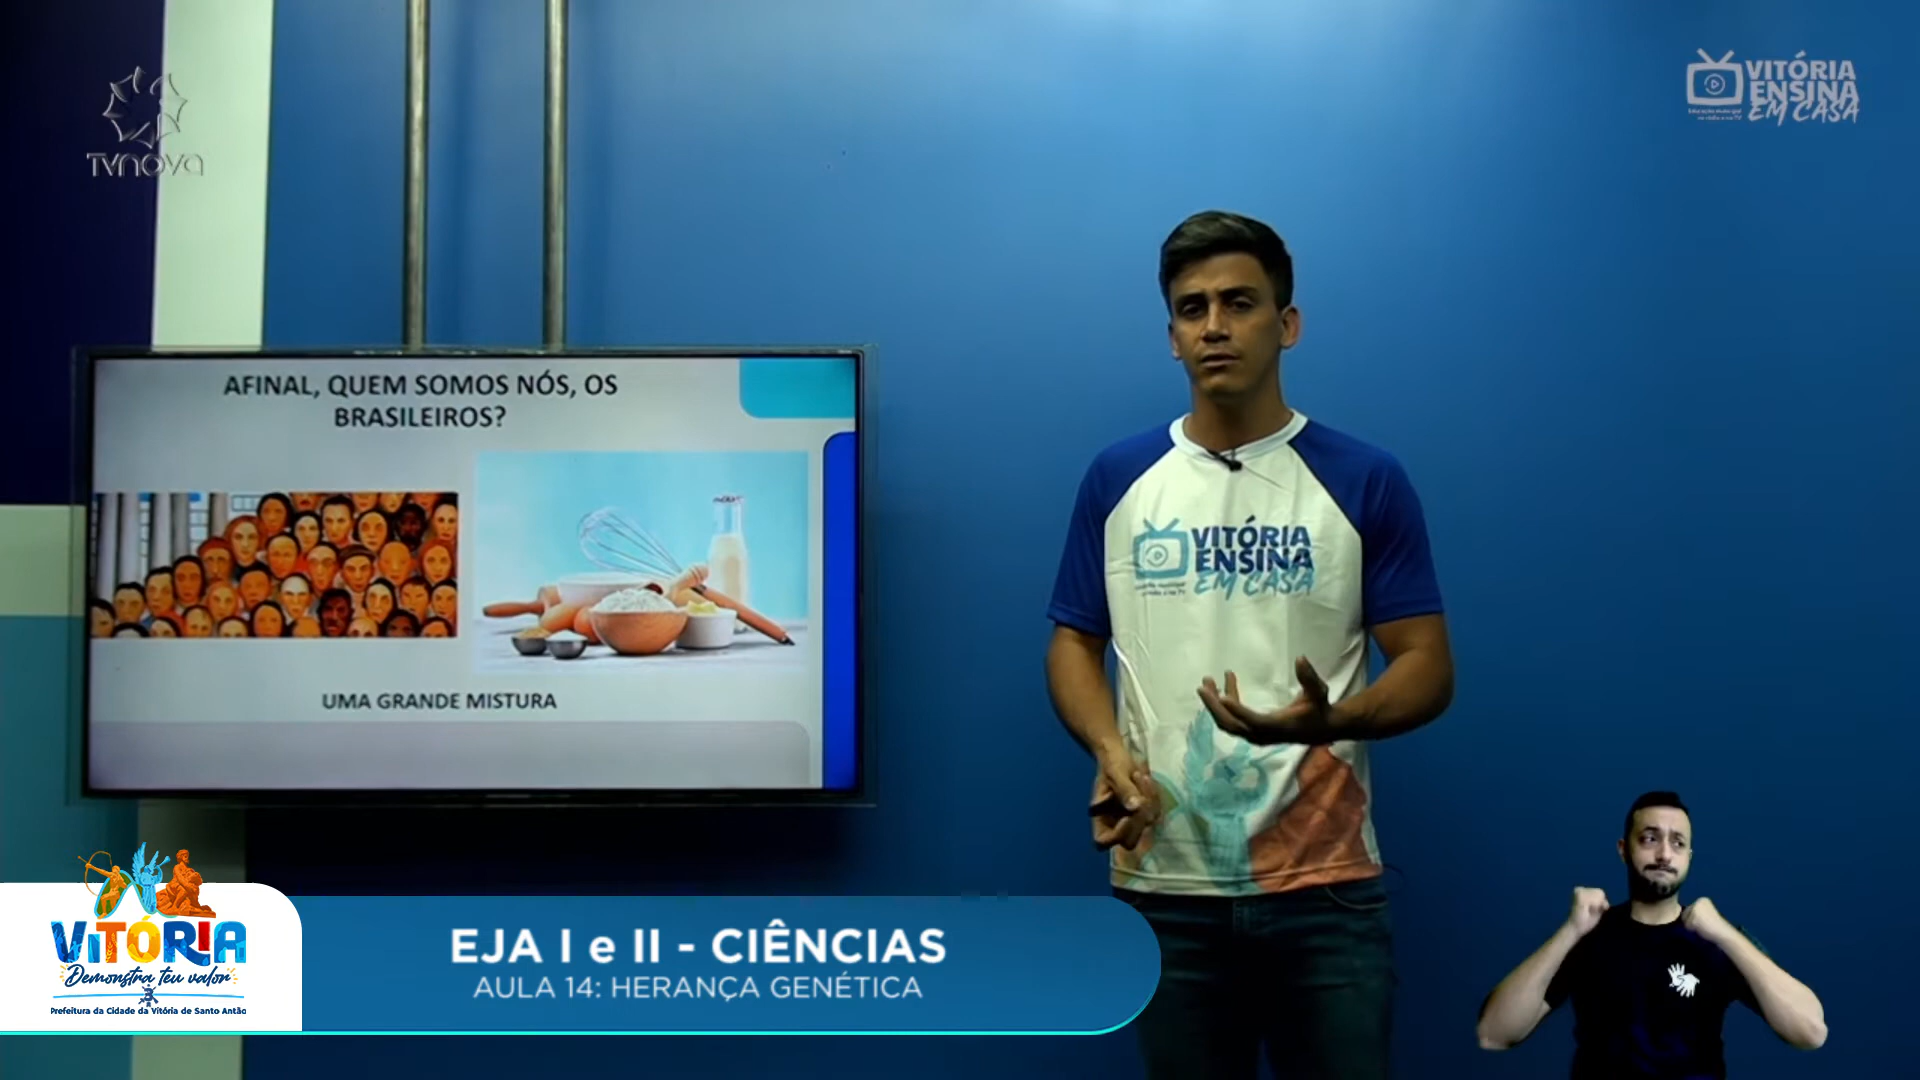 TVNOVA
VITÓRIA
ENSINA
EM CASA
AFINAL, QUEM SOMOS NÓS, OS
BRASILEIROS?
UMA GRANDE MISTURA
VITÓRIA
ENSINA
EM CASA
VITÓRIA
Demonstra teu valor
Prefeitura da Cidade da Vitória de Santo Antão
EJA I e II - CIÊNCIAS
AULA 14: HERANÇA GENÉTICA